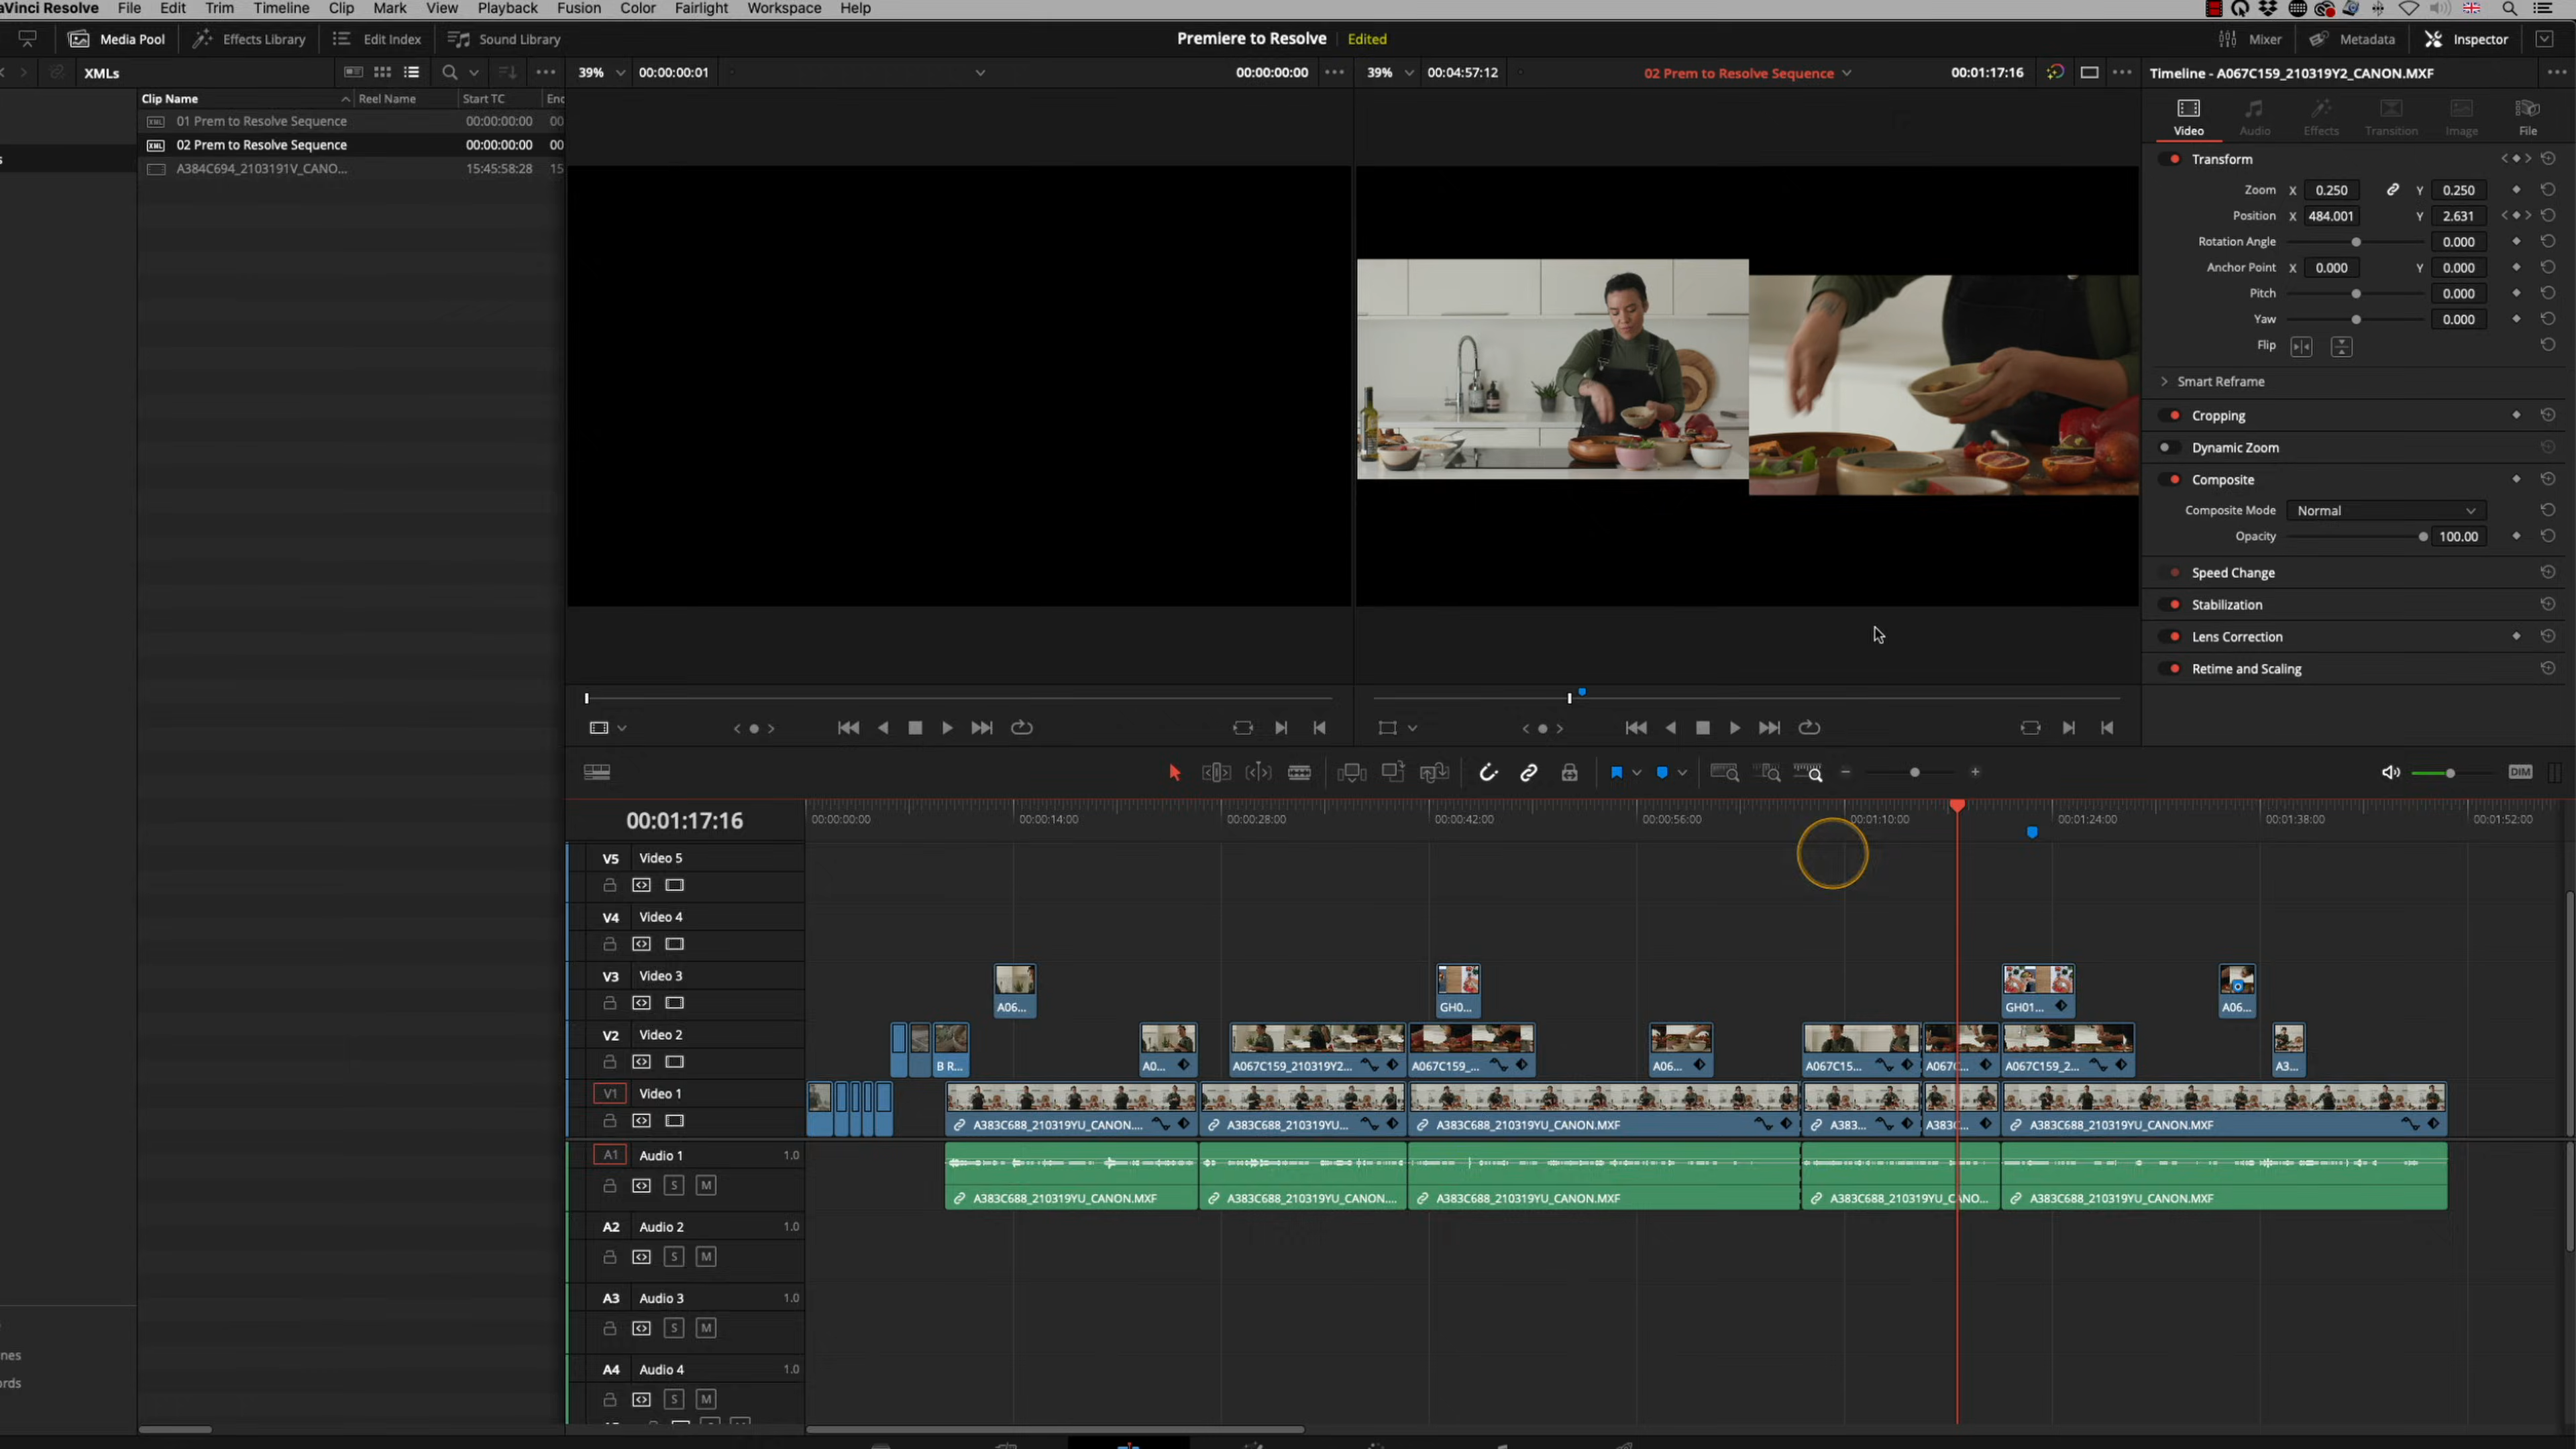 aVinci Resolve File Edit Trim Timeline Clip Mark View Playback Fusion Color Fairlight Workspace Help
Media Pool Effects Library Edit Index Sound Library Premiere to Resolve Edited Mixer Metadata Inspector
XMLs 39% 00:00:00:01 00:00:00:00 39% 00:04:57:12 02 Prem to Resolve Sequence 00:01:17:16 Timeline - A067C159_210319Y2_CANON.MXF
Clip Name Reel Name Start TC Enc
01 Prem to Resolve Sequence 00:00:00:00 00
02 Prem to Resolve Sequence 00:00:00:00 00
A384C694_2103191V_CANO... 15:45:58:28 15
s
Video Audio Effects Transition Image File
Transform
Zoom X 0.250 Y 0.250
Position X 484.001 Y 2.631
Rotation Angle 0.000
Anchor Point X 0.000 Y 0.000
Pitch 0.000
Yaw 0.000
Flip
Smart Reframe
Cropping
Dynamic Zoom
Composite
Composite Mode Normal
Opacity 100.00
Speed Change
Stabilization
Lens Correction
Retime and Scaling
DIM
00:01:17:16
00:00:00:00 00:00:14:00 00:00:28:00 00:00:42:00 00:00:56:00 00:01:10:00 00:01:24:00 00:01:38:00 00:01:52:00
V5 Video 5
V4 Video 4
V3 Video 3
A06... GH0... GH01... A06...
V2 Video 2
B R... A0... A067C159_210319Y2... A067C159_... A06... A067C15... A067C... A067C159_2... A3...
V1 Video 1
A383C688_210319YU_CANON.... A383C688_210319YU... A383C688_210319YU_CANON.MXF A383... A383C... A383C688_210319YU_CANON.MXF
A1 Audio 1 1.0
S M
A383C688_210319YU_CANON.MXF A383C688_210319YU_CANON.... A383C688_210319YU_CANON.MXF A383C688_210319YU_CANO... A383C688_210319YU_CANON.MXF
A2 Audio 2 1.0
S M
A3 Audio 3 1.0
S M
nes
A4 Audio 4 1.0
ords
S M